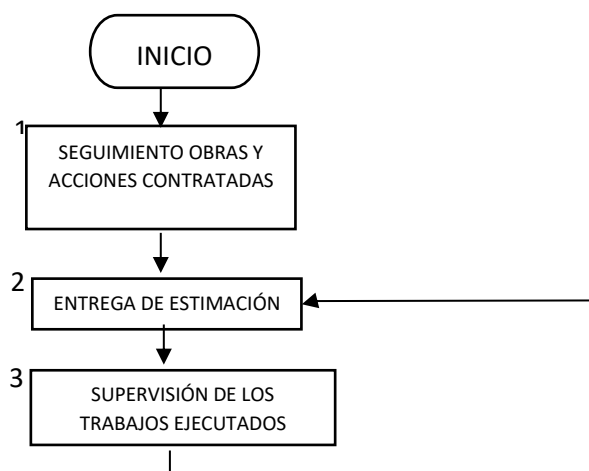 INICIO
1
SEGUIMIENTO OBRAS Y
ACCIONES CONTRATADAS
2
ENTREGA DE ESTIMACIÓN
3
SUPERVISIÓN DE LOS
TRABAJOS EJECUTADOS